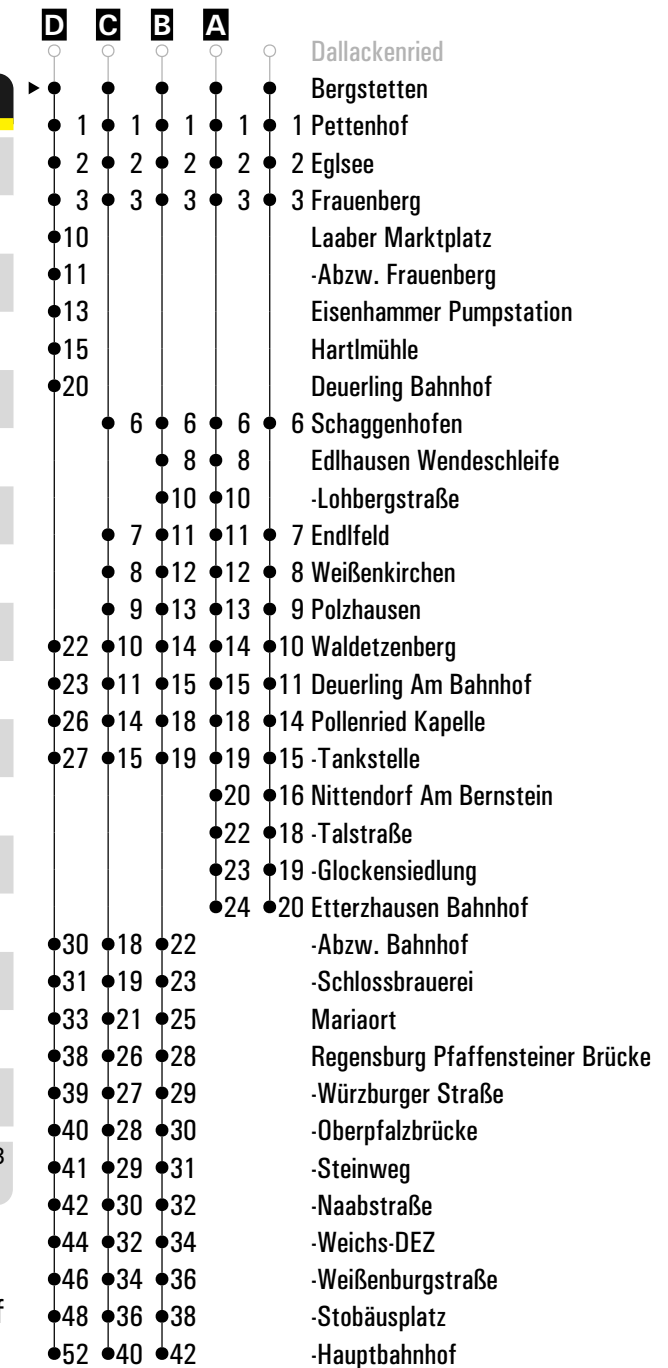 D C B A
Dallackenried
Bergstetten
1 1 1 1 1 Pettenhof
2 2 2 2 2 Eglsee
3 3 3 3 3 Frauenberg
10 Laaber Marktplatz
11 -Abzw. Frauenberg
13 Eisenhammer Pumpstation
15 Hartlmühle
20 Deuerling Bahnhof
6 6 6 6 Schaggenhofen
8 8 Edlhausen Wendeschleife
10 10 -Lohbergstraße
7 11 11 7 Endlfeld
8 12 12 8 Weißenkirchen
9 13 13 9 Polzhausen
22 10 14 14 10 Waldetzenberg
23 11 15 15 11 Deuerling Am Bahnhof
26 14 18 18 14 Pollenried Kapelle
27 15 19 19 15 -Tankstelle
20 16 Nittendorf Am Bernstein
22 18 -Talstraße
23 19 -Glockensiedlung
24 20 Etterzhausen Bahnhof
30 18 22 -Abzw. Bahnhof
31 19 23 -Schlossbrauerei
33 21 25 Mariaort
38 26 28 Regensburg Pfaffensteiner Brücke
39 27 29 -Würzburger Straße
40 28 30 -Oberpfalzbrücke
41 29 31 -Steinweg
42 30 32 -Naabstraße
44 32 34 -Weichs-DEZ
46 34 36 -Weißenburgstraße
48 36 38 -Stobäusplatz
52 40 42 -Hauptbahnhof